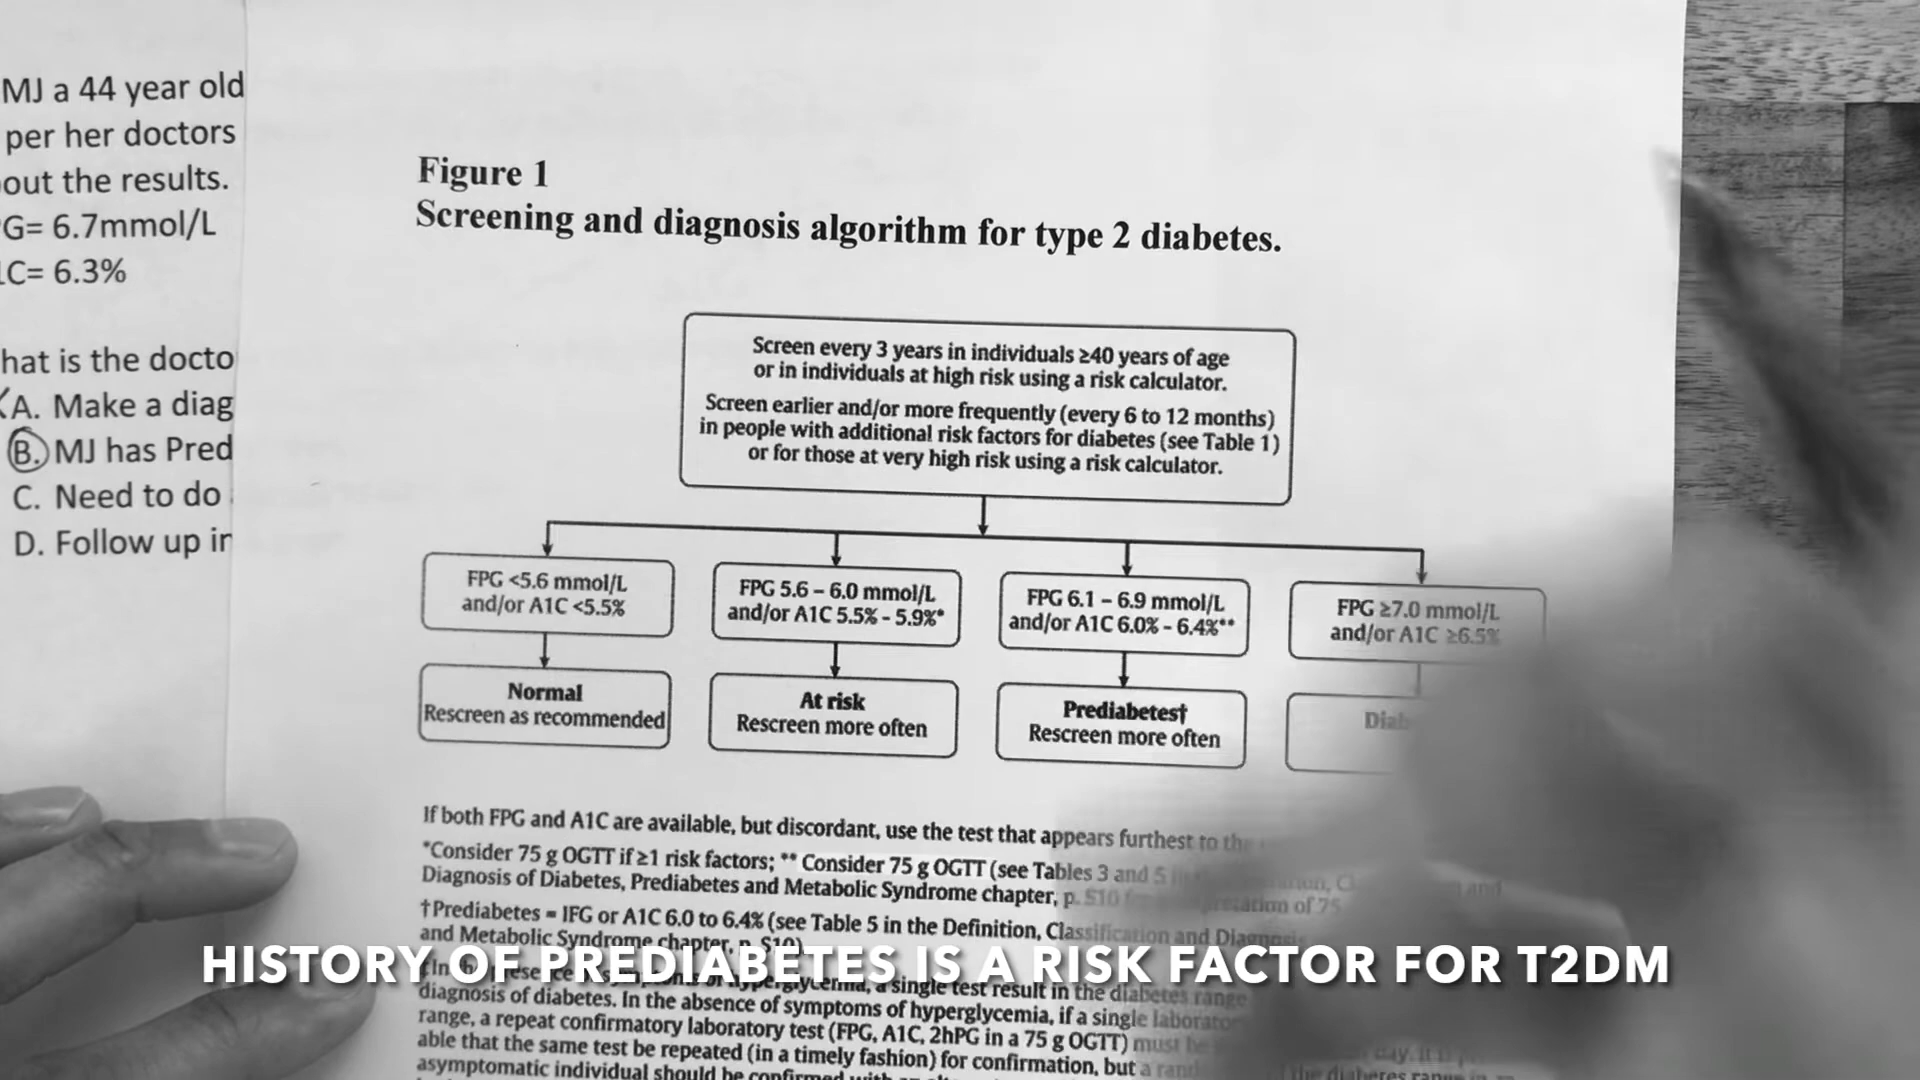 MJ a 44 year old
per her doctors
out the results.
G= 6.7mmol/L
C= 6.3%
hat is the docto
A. Make a diag
B. MJ has Pred
C. Need to do
D. Follow up in
Figure 1
Screening and diagnosis algorithm for type 2 diabetes.
Screen every 3 years in individuals ≥40 years of age
or in individuals at high risk using a risk calculator.
Screen earlier and/or more frequently (every 6 to 12 months)
in people with additional risk factors for diabetes (see Table 1)
or for those at very high risk using a risk calculator.
FPG <5.6 mmol/L
and/or A1C <5.5%
FPG 5.6 – 6.0 mmol/L
and/or A1C 5.5% - 5.9%*
FPG 6.1 – 6.9 mmol/L
and/or A1C 6.0% - 6.4%**
FPG ≥7.0 mmol/L
and/or A1C ≥6.5%
Normal
Rescreen as recommended
At risk
Rescreen more often
Prediabetes†
Rescreen more often
Diab
If both FPG and A1C are available, but discordant, use the test that appears furthest to the
*Consider 75 g OGTT if ≥1 risk factors; ** Consider 75 g OGTT (see Tables 3 and 5
Diagnosis of Diabetes, Prediabetes and Metabolic Syndrome chapter, p. S10
†Prediabetes = IFG or A1C 6.0 to 6.4% (see Table 5 in the Definition, Classification and Diagnosis
and Metabolic Syndrome chapter, p. S10)
HISTORY OF PREDIABETES IS A RISK FACTOR FOR T2DM
hyperglycemia, a single test result in the diabetes range
diagnosis of diabetes. In the absence of symptoms of hyperglycemia, if a single
range, a repeat confirmatory laboratory test (FPG, A1C, 2hPG in a 75 g OGTT) must be
able that the same test be repeated (in a timely fashion) for confirmation, but a
asymptomatic individual should be confirmed